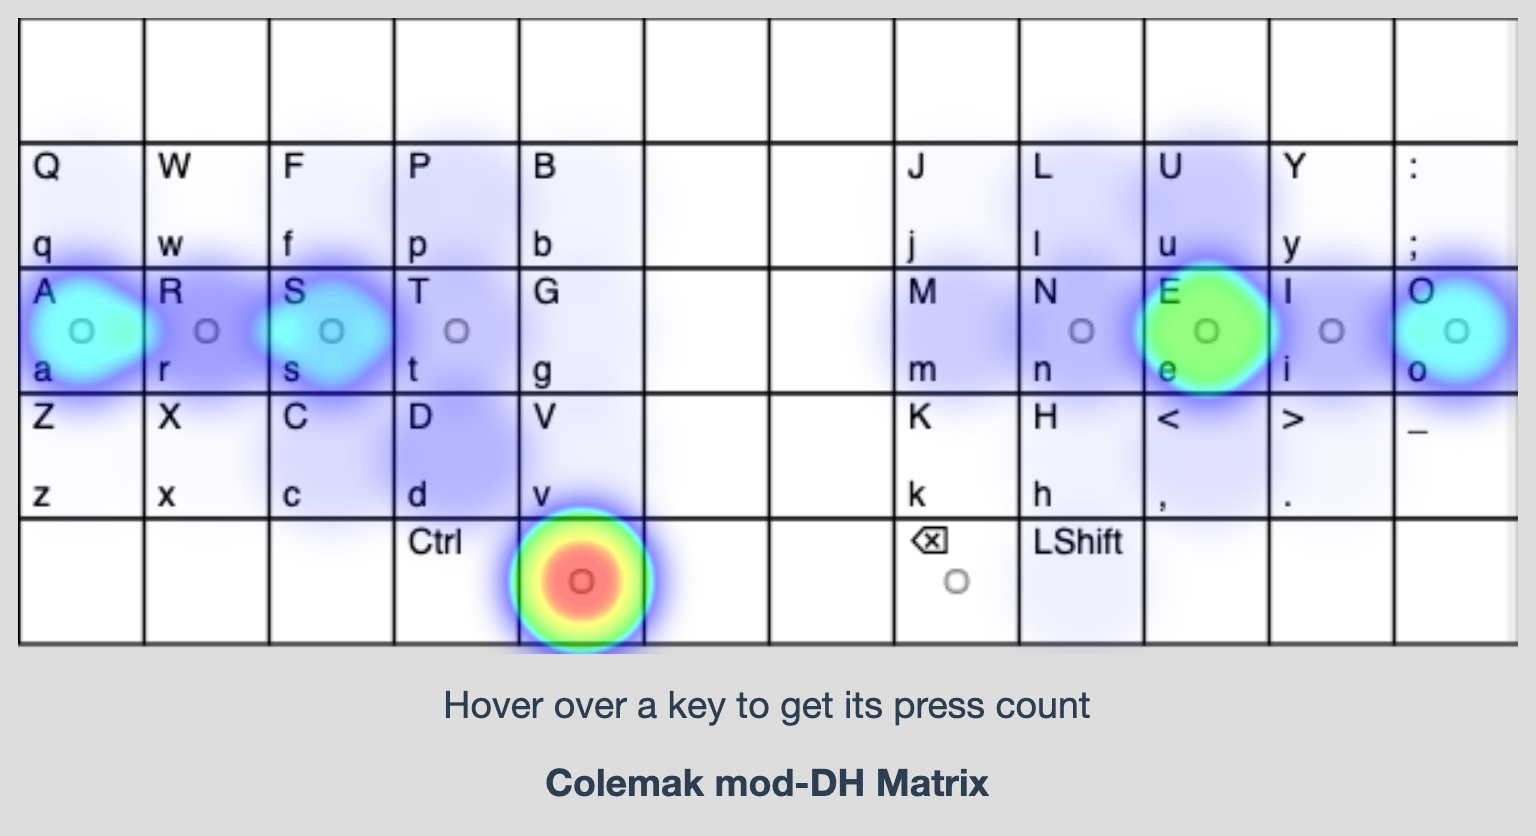 Q W F P B J L U Y :
q w f p b j l u y ;
A R S T G M N E I O
a r s t g m n e i o
Z X C D V K H < > _
z x c d v k h , .
Ctrl ⌫ LShift
Hover over a key to get its press count
Colemak mod-DH Matrix